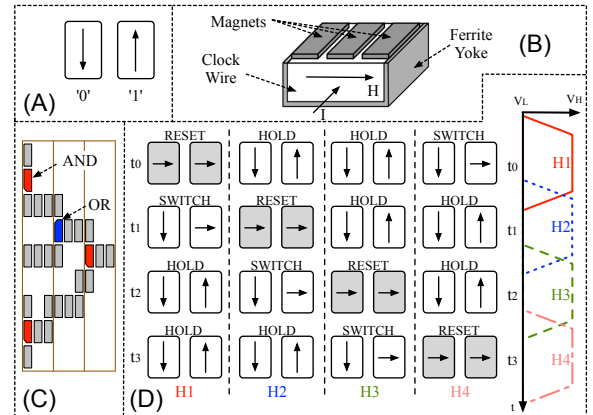 '0' '1'
(A)
Magnets
Clock
Wire
H
I
Ferrite
Yoke
(B)
AND
OR
(C)
RESET HOLD HOLD SWITCH
t0
SWITCH RESET HOLD HOLD
t1
HOLD SWITCH RESET HOLD
t2
HOLD HOLD SWITCH RESET
t3
(D) H1 H2 H3 H4
VL VH
t0 H1
t1 H2
t2 H3
t3 H4
t